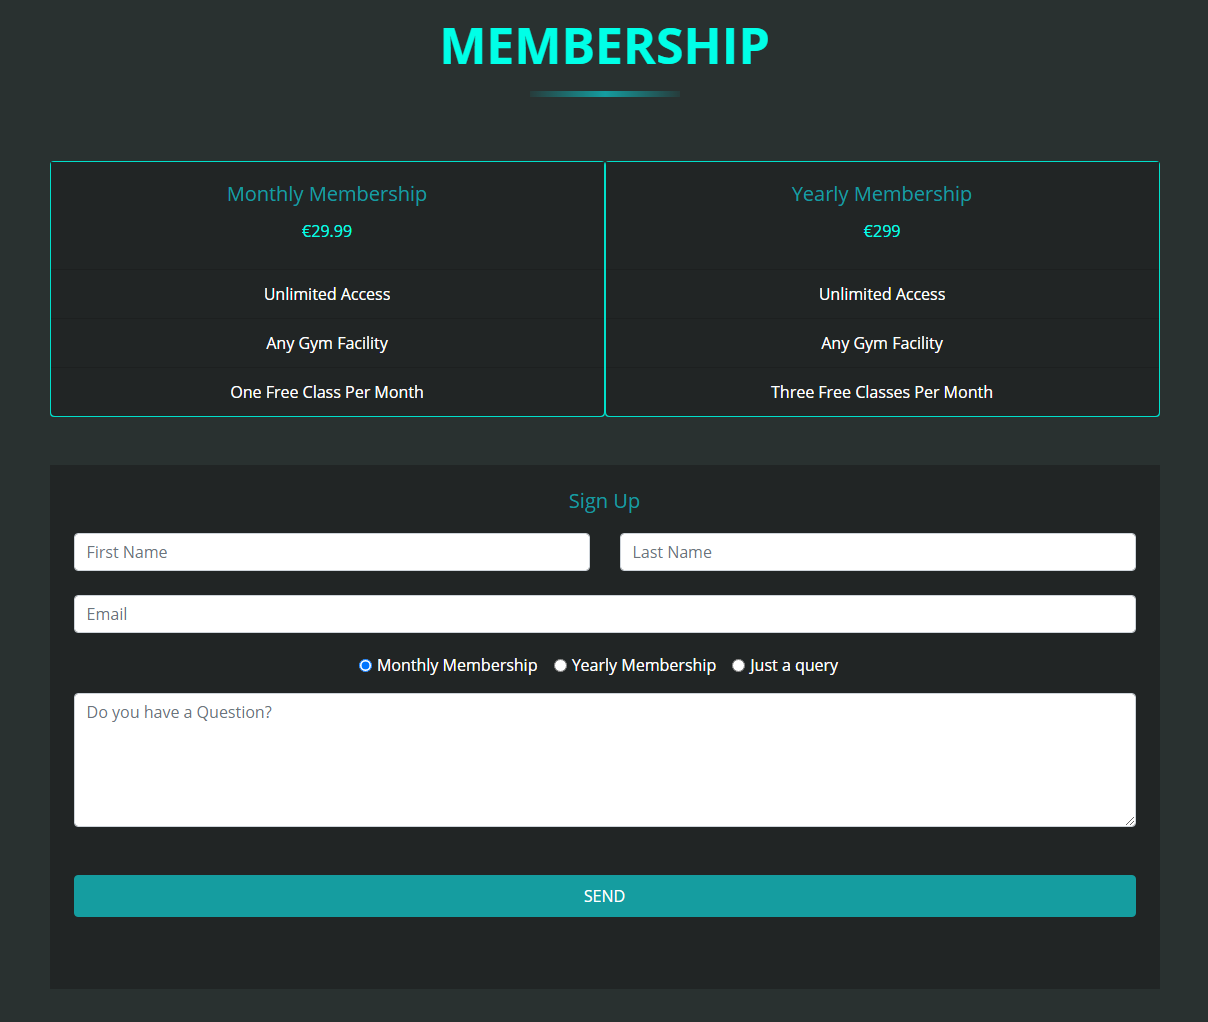 MEMBERSHIP
Monthly Membership
€29.99
Unlimited Access
Any Gym Facility
One Free Class Per Month
Yearly Membership
€299
Unlimited Access
Any Gym Facility
Three Free Classes Per Month
Sign Up
First Name Last Name
Email
Monthly Membership Yearly Membership Just a query
Do you have a Question?
SEND